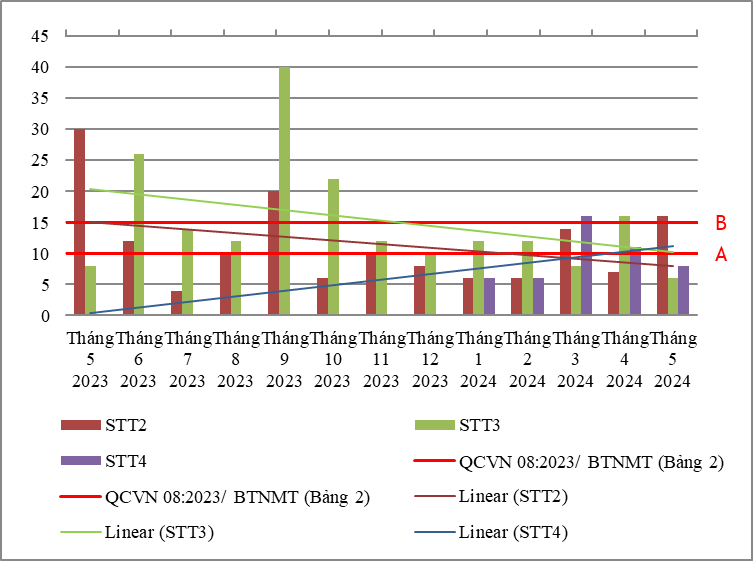 45
40
35
30
25
20
15
10
5
0
B
A
Tháng Tháng Tháng Tháng Tháng Tháng Tháng Tháng Tháng Tháng Tháng Tháng Tháng
5 6 7 8 9 10 11 12 1 2 3 4 5
2023 2023 2023 2023 2023 2023 2023 2023 2024 2024 2024 2024 2024
STT2 STT3
STT4 QCVN 08:2023/ BTNMT (Bảng 2)
QCVN 08:2023/ BTNMT (Bảng 2) Linear (STT2)
Linear (STT3) Linear (STT4)